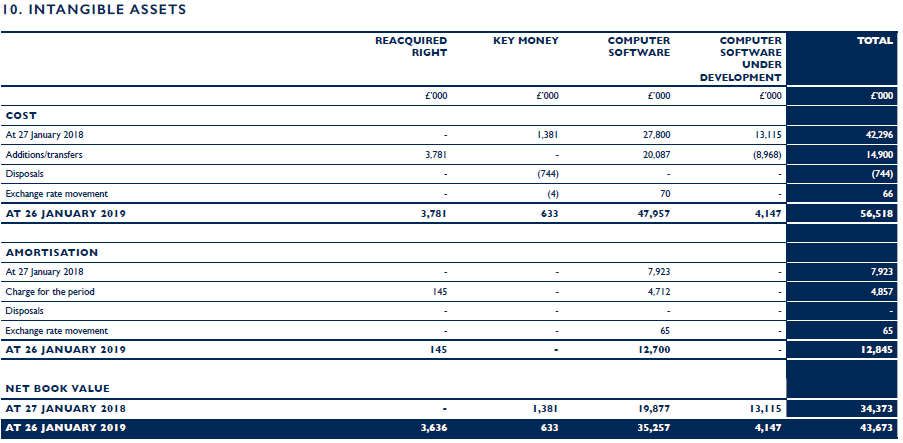 10. INTANGIBLE ASSETS
REACQUIRED RIGHT KEY MONEY COMPUTER SOFTWARE COMPUTER SOFTWARE UNDER DEVELOPMENT TOTAL
£'000 £'000 £'000 £'000 £'000
COST
At 27 January 2018 - 1,381 27,800 13,115 42,296
Additions/transfers 3,781 - 20,087 (8,968) 14,900
Disposals - (744) - - (744)
Exchange rate movement - (4) 70 - 66
AT 26 JANUARY 2019 3,781 633 47,957 4,147 56,518
AMORTISATION
At 27 January 2018 - - 7,923 - 7,923
Charge for the period 145 - 4,712 - 4,857
Disposals - - - - -
Exchange rate movement - - 65 - 65
AT 26 JANUARY 2019 145 - 12,700 - 12,845
NET BOOK VALUE
AT 27 JANUARY 2018 - 1,381 19,877 13,115 34,373
AT 26 JANUARY 2019 3,636 633 35,257 4,147 43,673